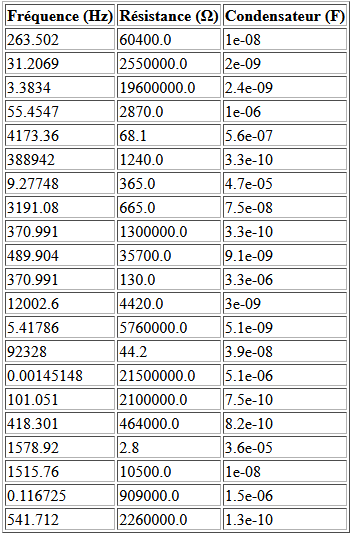 Fréquence (Hz) Résistance (Ω) Condensateur (F)
263.502 60400.0 1e-08
31.2069 2550000.0 2e-09
3.3834 19600000.0 2.4e-09
55.4547 2870.0 1e-06
4173.36 68.1 5.6e-07
388942 1240.0 3.3e-10
9.27748 365.0 4.7e-05
3191.08 665.0 7.5e-08
370.991 1300000.0 3.3e-10
489.904 35700.0 9.1e-09
370.991 130.0 3.3e-06
12002.6 4420.0 3e-09
5.41786 5760000.0 5.1e-09
92328 44.2 3.9e-08
0.00145148 21500000.0 5.1e-06
101.051 2100000.0 7.5e-10
418.301 464000.0 8.2e-10
1578.92 2.8 3.6e-05
1515.76 10500.0 1e-08
0.116725 909000.0 1.5e-06
541.712 2260000.0 1.3e-10